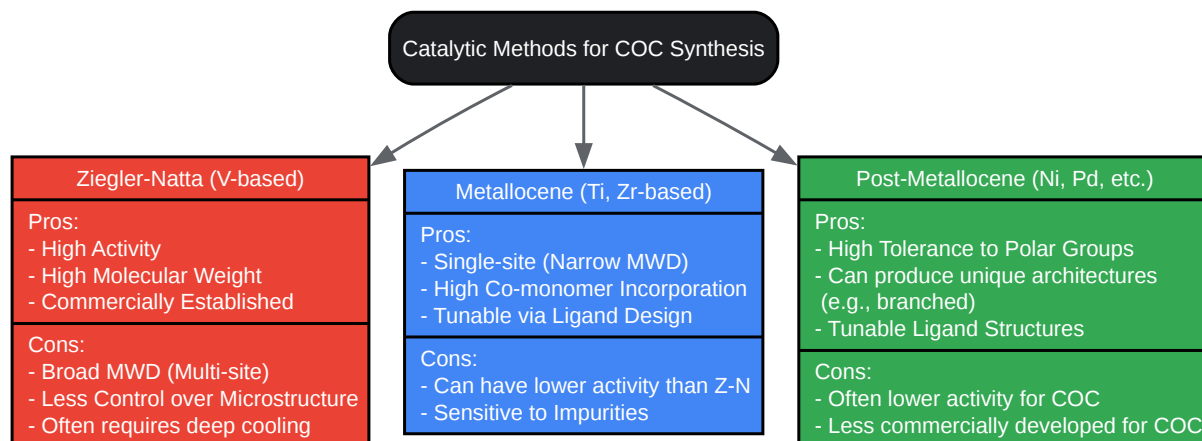 Catalytic Methods for COC Synthesis
Ziegler-Natta (V-based)
Pros:
- High Activity
- High Molecular Weight
- Commercially Established
Cons:
- Broad MWD (Multi-site)
- Less Control over Microstructure
- Often requires deep cooling
Metallocene (Ti, Zr-based)
Pros:
- Single-site (Narrow MWD)
- High Co-monomer Incorporation
- Tunable via Ligand Design
Cons:
- Can have lower activity than Z-N
- Sensitive to Impurities
Post-Metallocene (Ni, Pd, etc.)
Pros:
- High Tolerance to Polar Groups
- Can produce unique architectures
(e.g., branched)
- Tunable Ligand Structures
Cons:
- Often lower activity for COC
- Less commercially developed for COC